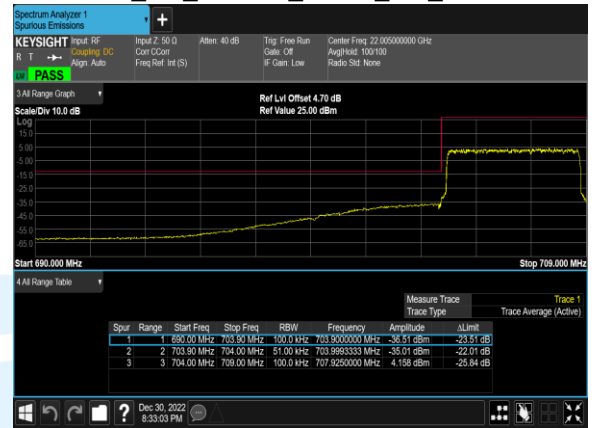 Spectrum Analyzer 1
Spurious Emissions
+
KEYSIGHT Input: RF Input Z: 50 Ω Atten: 40 dB Trig: Free Run Center Freq: 22.005000000 GHz
R T Coupling: DC Corr CCorr Gate: Off Avg|Hold: 100/100
Align: Auto Freq Ref: Int (S) IF Gain: Low Radio Std: None
LXI PASS
3 All Range Graph
Ref Lvl Offset 4.70 dB
Scale/Div 10.0 dB Ref Value 25.00 dBm
Log
15.0
5.00
-5.00
-15.0
-25.0
-35.0
-45.0
-55.0
-65.0
Start 690.000 MHz Stop 709.000 MHz
4 All Range Table
Measure Trace Trace 1
Trace Type Trace Average (Active)
Spur Range Start Freq Stop Freq RBW Frequency Amplitude ΔLimit
1 1 690.00 MHz 703.90 MHz 100.0 kHz 703.9000000 MHz -36.51 dBm -23.51 dB
2 2 703.90 MHz 704.00 MHz 51.00 kHz 703.9993333 MHz -35.01 dBm -22.01 dB
3 3 704.00 MHz 709.00 MHz 100.0 kHz 707.9250000 MHz 4.158 dBm -25.84 dB
? Dec 30, 2022
8:33:03 PM